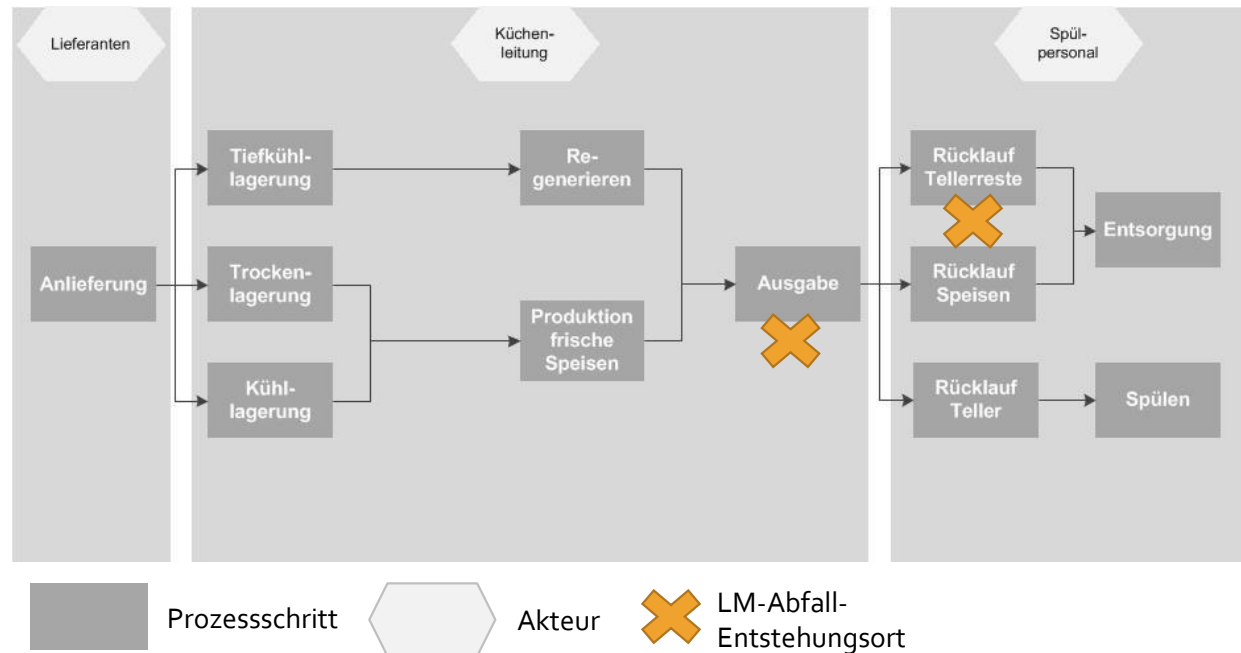 Lieferanten
Küchen-
leitung
Spül-
personal
Anlieferung
Tiefkühl-
lagerung
Trocken-
lagerung
Kühl-
lagerung
Re-
generieren
Produktion
frische
Speisen
Ausgabe
Rücklauf
Tellerreste
Rücklauf
Speisen
Rücklauf
Teller
Entsorgung
Spülen
Prozessschritt
Akteur
LM-Abfall-
Entstehungsort